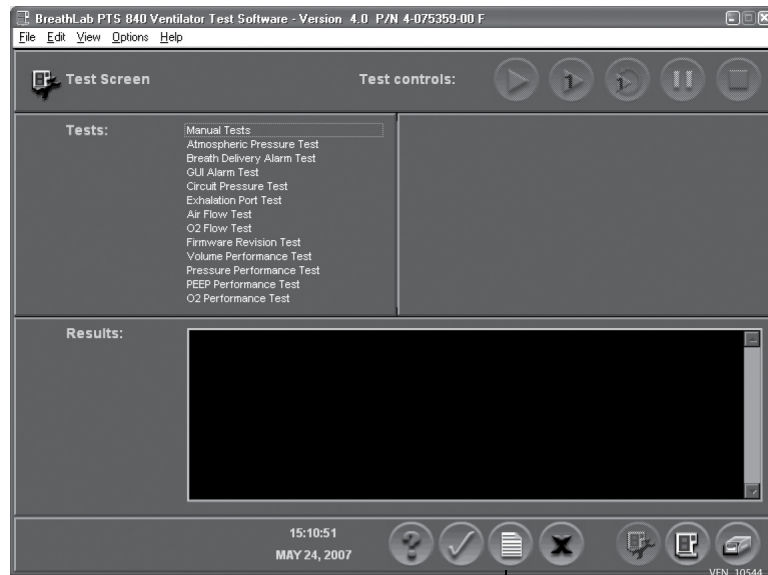 BreathLab PTS 840 Ventilator Test Software - Version 4.0 P/N 4-075359-00 F
File Edit View Options Help
Test Screen
Test controls:
1
1
Tests:
Manual Tests
Atmospheric Pressure Test
Breath Delivery Alarm Test
GUI Alarm Test
Circuit Pressure Test
Exhalation Port Test
Air Flow Test
O2 Flow Test
Firmware Revision Test
Volume Performance Test
Pressure Performance Test
PEEP Performance Test
O2 Performance Test
Results:
15:10:51
MAY 24, 2007
?
VEN_10544